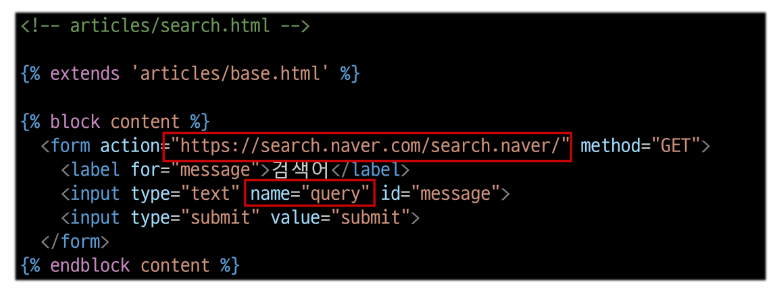 <!-- articles/search.html -->
{% extends 'articles/base.html' %}
{% block content %}
<form action="https://search.naver.com/search.naver/" method="GET">
<label for="message">검색어</label>
<input type="text" name="query" id="message">
<input type="submit" value="submit">
</form>
{% endblock content %}